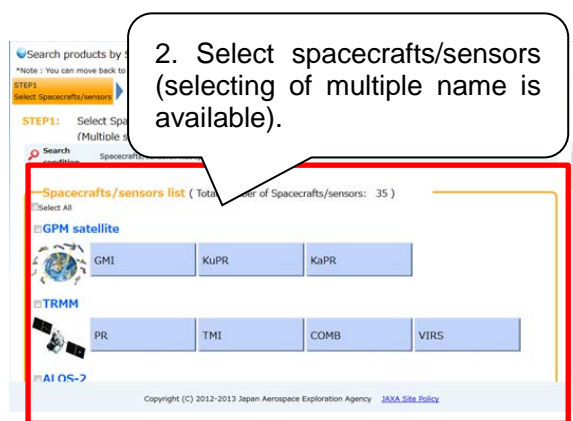 Search products by
2. Select spacecrafts/sensors
(selecting of multiple name is
available).
*Note : You can move back to
STEP1
Select Spacecrafts/sensors
STEP1: Select Spa
(Multiple s
Search
condition
Spacecrafts/
Spacecrafts/sensors list ( Total er of Spacecrafts/sensors: 35 )
Select All
GPM satellite
GMI KuPR KaPR
TRMM
PR TMI COMB VIRS
ALOS-2
Copyright (C) 2012-2013 Japan Aerospace Exploration Agency JAXA Site Policy